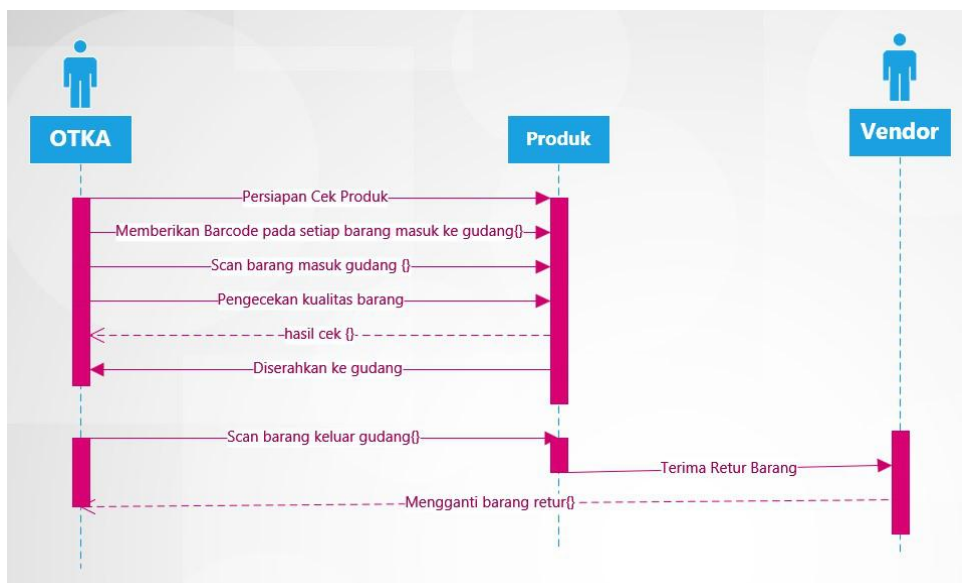 OTKA
Produk
Vendor
Persiapan Cek Produk
Memberikan Barcode pada setiap barang masuk ke gudang{}
Scan barang masuk gudang {}
Pengecekan kualitas barang
hasil cek {}
Diserahkan ke gudang
Scan barang keluar gudang{}
Terima Retur Barang
Mengganti barang retur{}